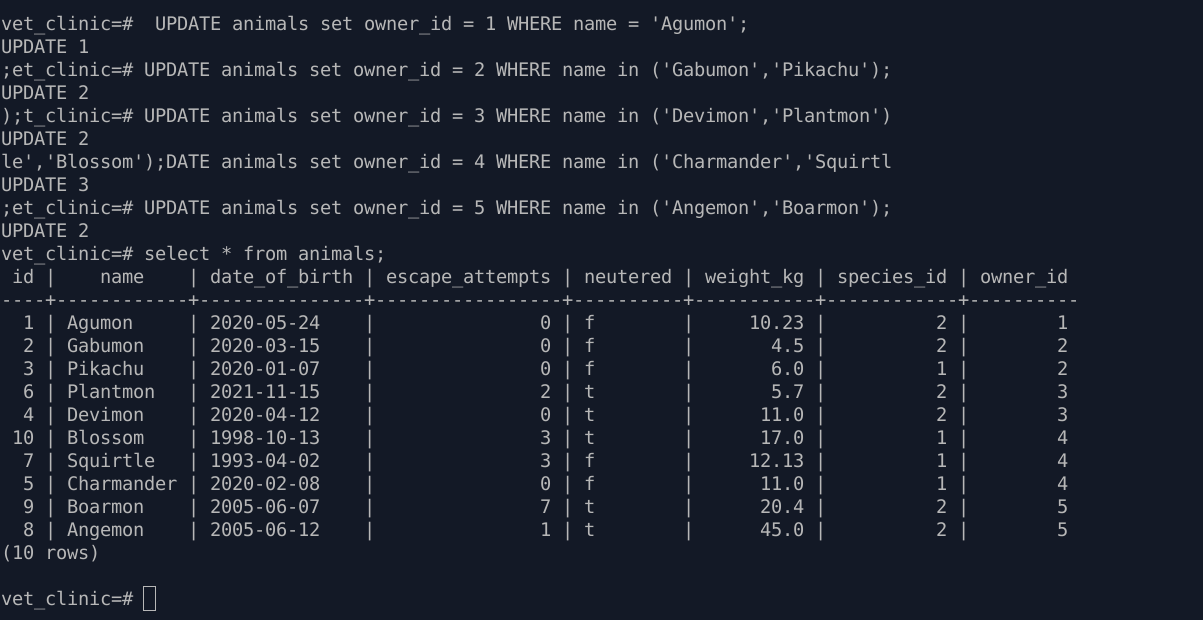 vet_clinic=#  UPDATE animals set owner_id = 1 WHERE name = 'Agumon';
UPDATE 1
;et_clinic=# UPDATE animals set owner_id = 2 WHERE name in ('Gabumon','Pikachu');
UPDATE 2
);t_clinic=# UPDATE animals set owner_id = 3 WHERE name in ('Devimon','Plantmon')
UPDATE 2
le','Blossom');DATE animals set owner_id = 4 WHERE name in ('Charmander','Squirtl
UPDATE 3
;et_clinic=# UPDATE animals set owner_id = 5 WHERE name in ('Angemon','Boarmon');
UPDATE 2
vet_clinic=# select * from animals;
 id |    name    | date_of_birth | escape_attempts | neutered | weight_kg | species_id | owner_id
----+------------+---------------+-----------------+----------+-----------+------------+----------
  1 | Agumon     | 2020-05-24    |               0 | f        |     10.23 |          2 |        1
  2 | Gabumon    | 2020-03-15    |               0 | f        |       4.5 |          2 |        2
  3 | Pikachu    | 2020-01-07    |               0 | f        |       6.0 |          1 |        2
  6 | Plantmon   | 2021-11-15    |               2 | t        |       5.7 |          2 |        3
  4 | Devimon    | 2020-04-12    |               0 | t        |      11.0 |          2 |        3
 10 | Blossom    | 1998-10-13    |               3 | t        |      17.0 |          1 |        4
  7 | Squirtle   | 1993-04-02    |               3 | f        |     12.13 |          1 |        4
  5 | Charmander | 2020-02-08    |               0 | f        |      11.0 |          1 |        4
  9 | Boarmon    | 2005-06-07    |               7 | t        |      20.4 |          2 |        5
  8 | Angemon    | 2005-06-12    |               1 | t        |      45.0 |          2 |        5
(10 rows)

vet_clinic=#